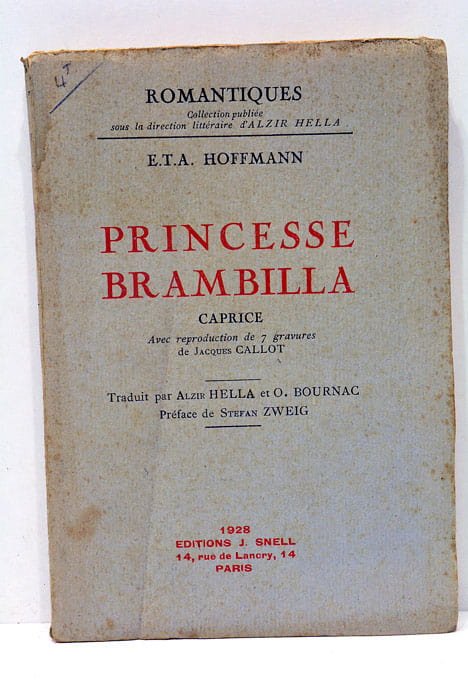 4T
ROMANTIQUES
Collection publiée
sous la direction littéraire d'ALZIR HELLA
E.T.A. HOFFMANN
PRINCESSE
BRAMBILLA
CAPRICE
Avec reproduction de 7 gravures
de JACQUES CALLOT
Traduit par ALZIR HELLA et O. BOURNAC
Préface de STEFAN ZWEIG
1928
EDITIONS J. SNELL
14, rue de Lancry, 14
PARIS